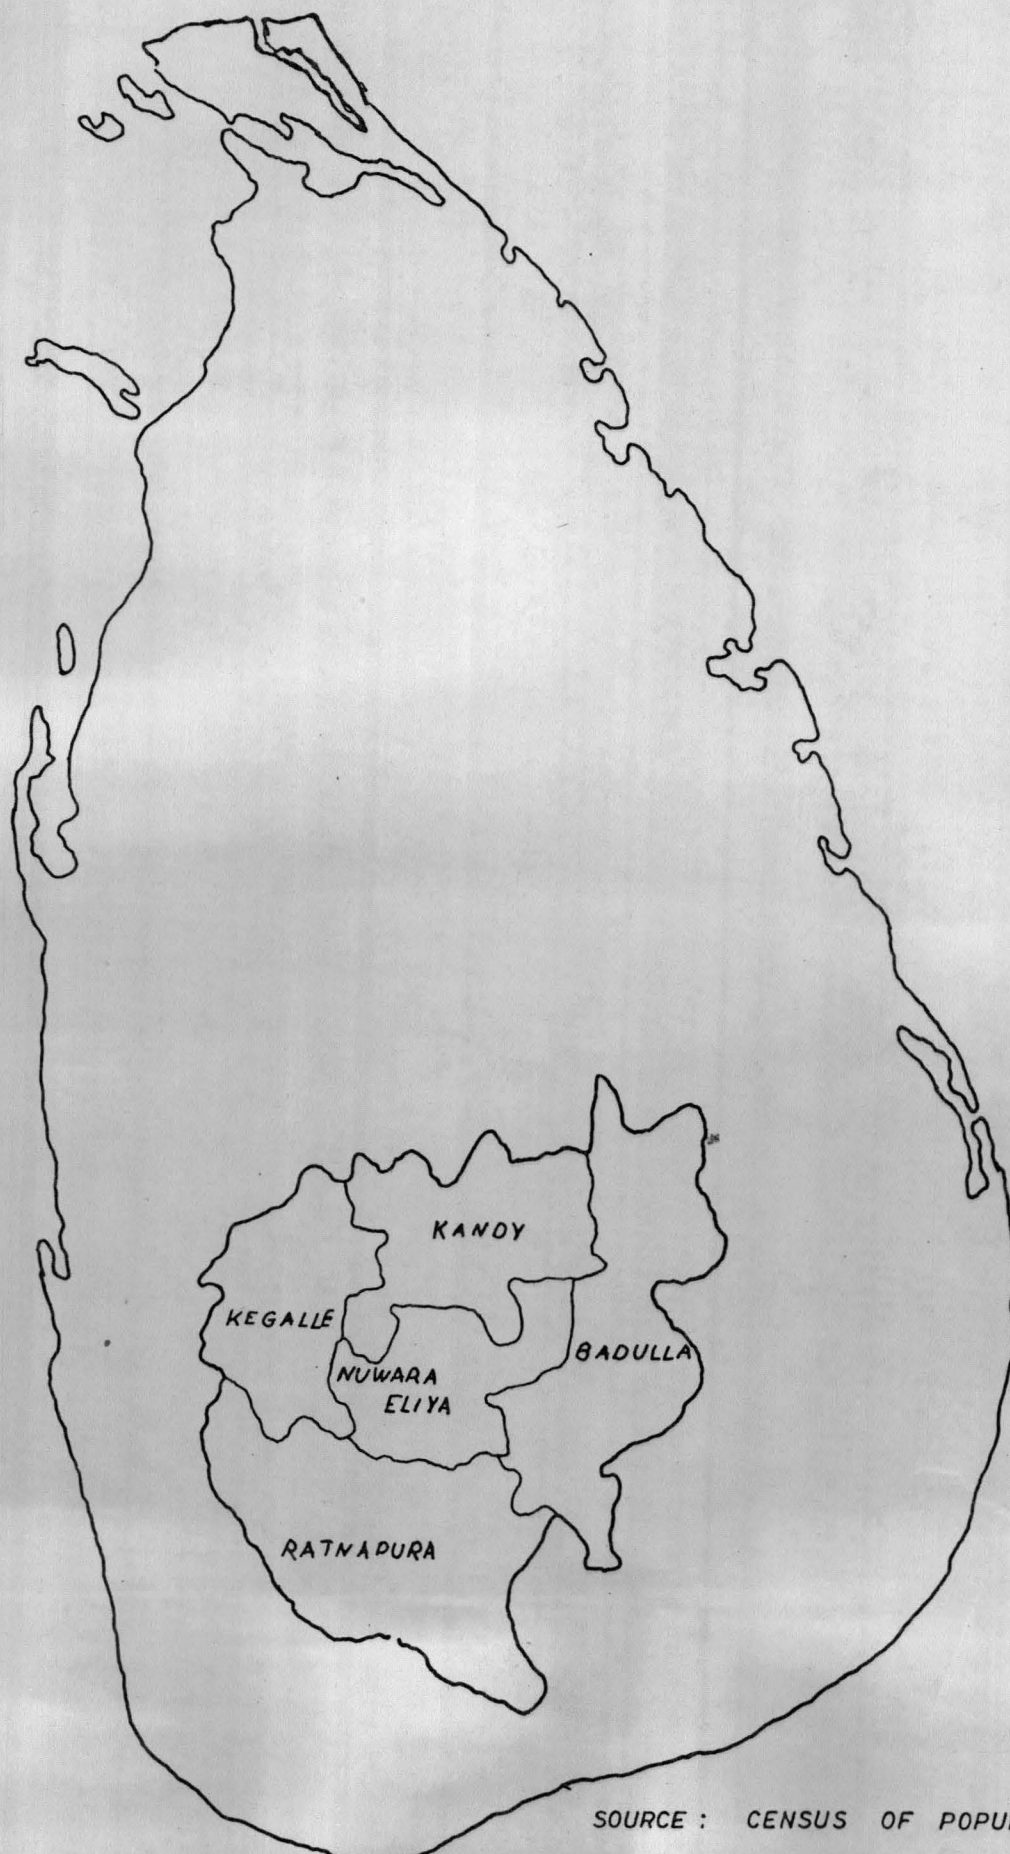 KANDY
KEGALLE
NUWARA
ELIYA
BADULLA
RATNAPURA
SOURCE : CENSUS OF